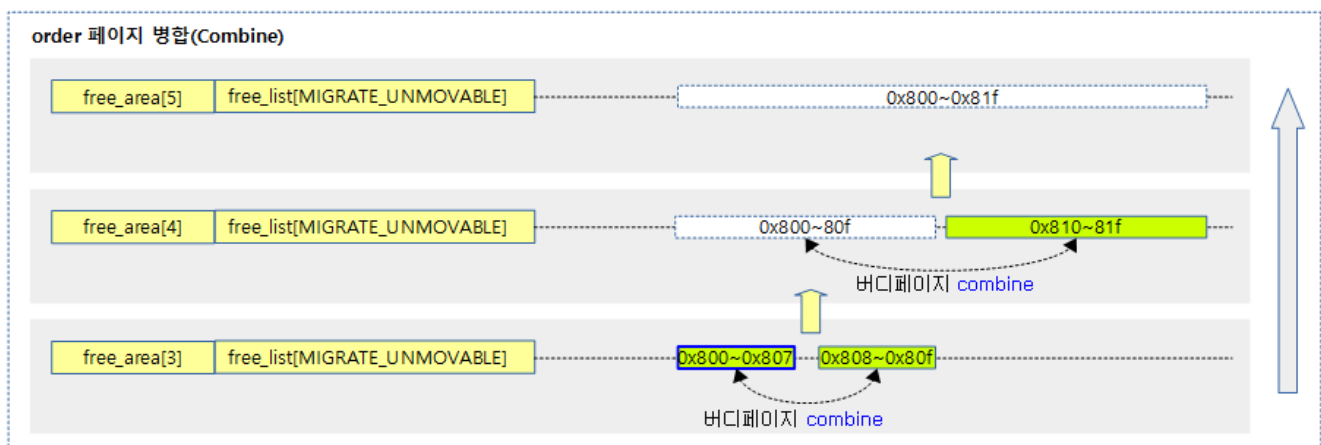 order 페이지 병합(Combine)
free_area[5] free_list[MIGRATE_UNMOVABLE] 0x800~0x81f
free_area[4] free_list[MIGRATE_UNMOVABLE] 0x800~80f 0x810~81f
버디페이지 combine
free_area[3] free_list[MIGRATE_UNMOVABLE] 0x800~0x807 0x808~0x80f
버디페이지 combine